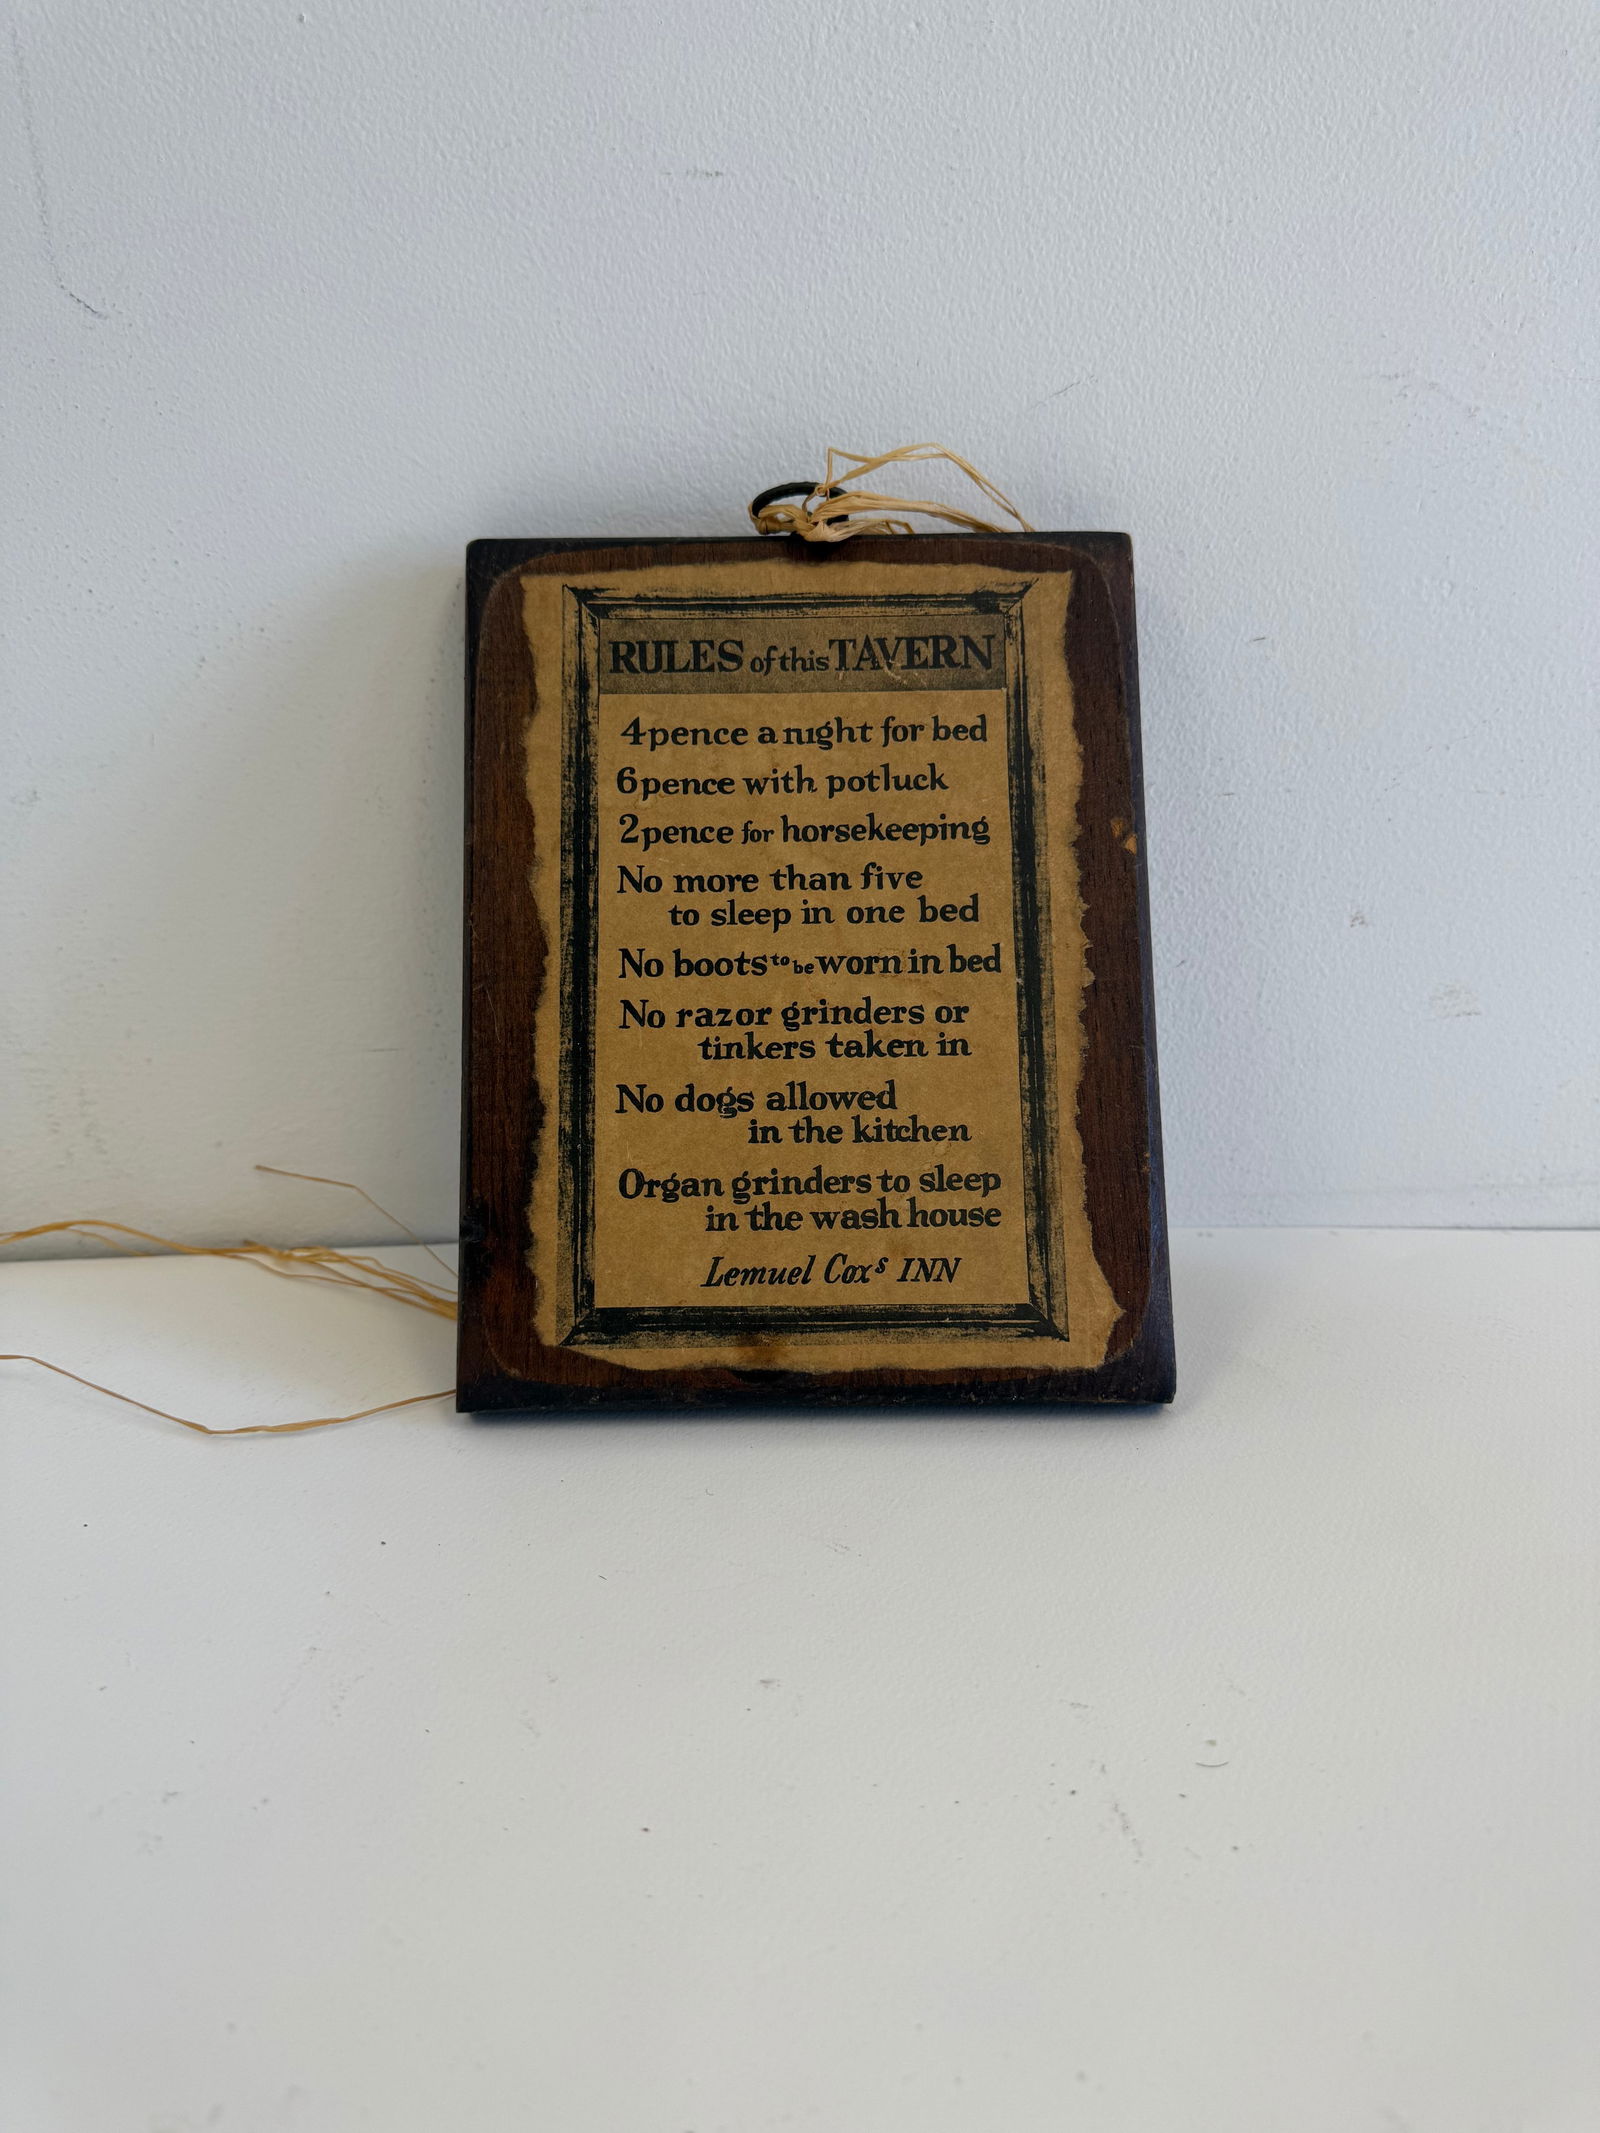 RULES of this TAVERN
4pence a night for bed
6pence with potluck
2pence for horsekeeping
No more than five
to sleep in one bed
No boots to be worn in bed
No razor grinders or
tinkers taken in
No dogs allowed
in the kitchen
Organ grinders to sleep
in the wash house
Lemuel Coxs INN